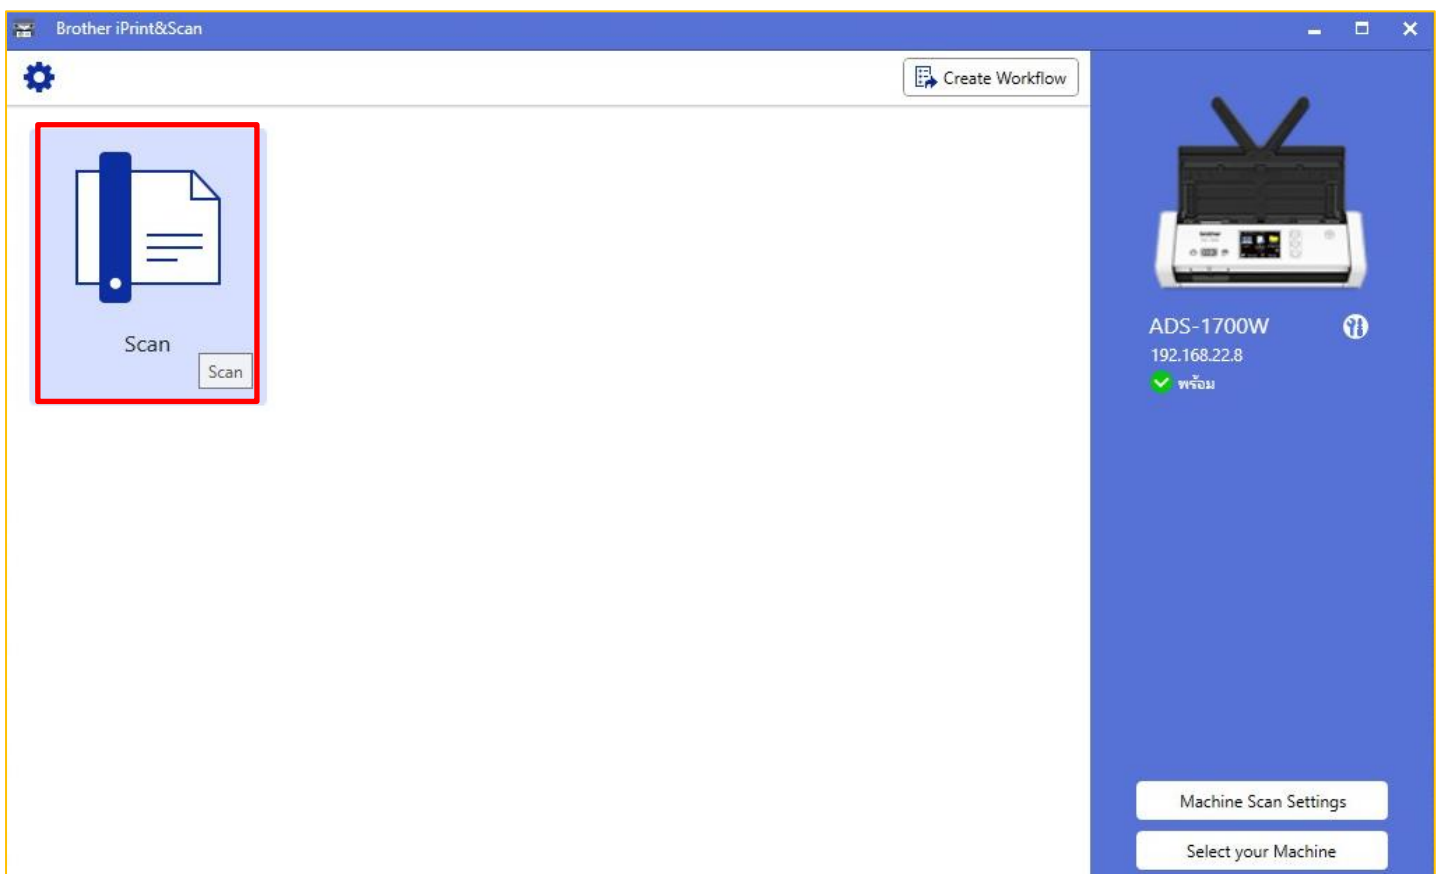 Brother iPrint&Scan
Create Workflow
Scan
Scan
ADS-1700W
192.168.22.8
พร้อม
Machine Scan Settings
Select your Machine